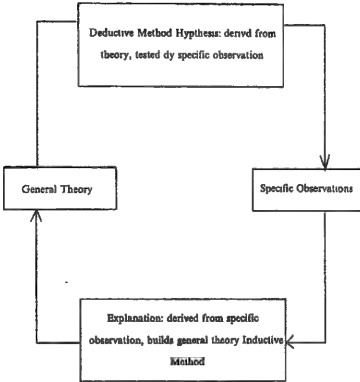 Deductive Method Hypthesis: derivd from
theory, tested dy specific observation
General Theory
Specific Observations
Explanation: derived from specific
observation, builds general theory Inductive
Method